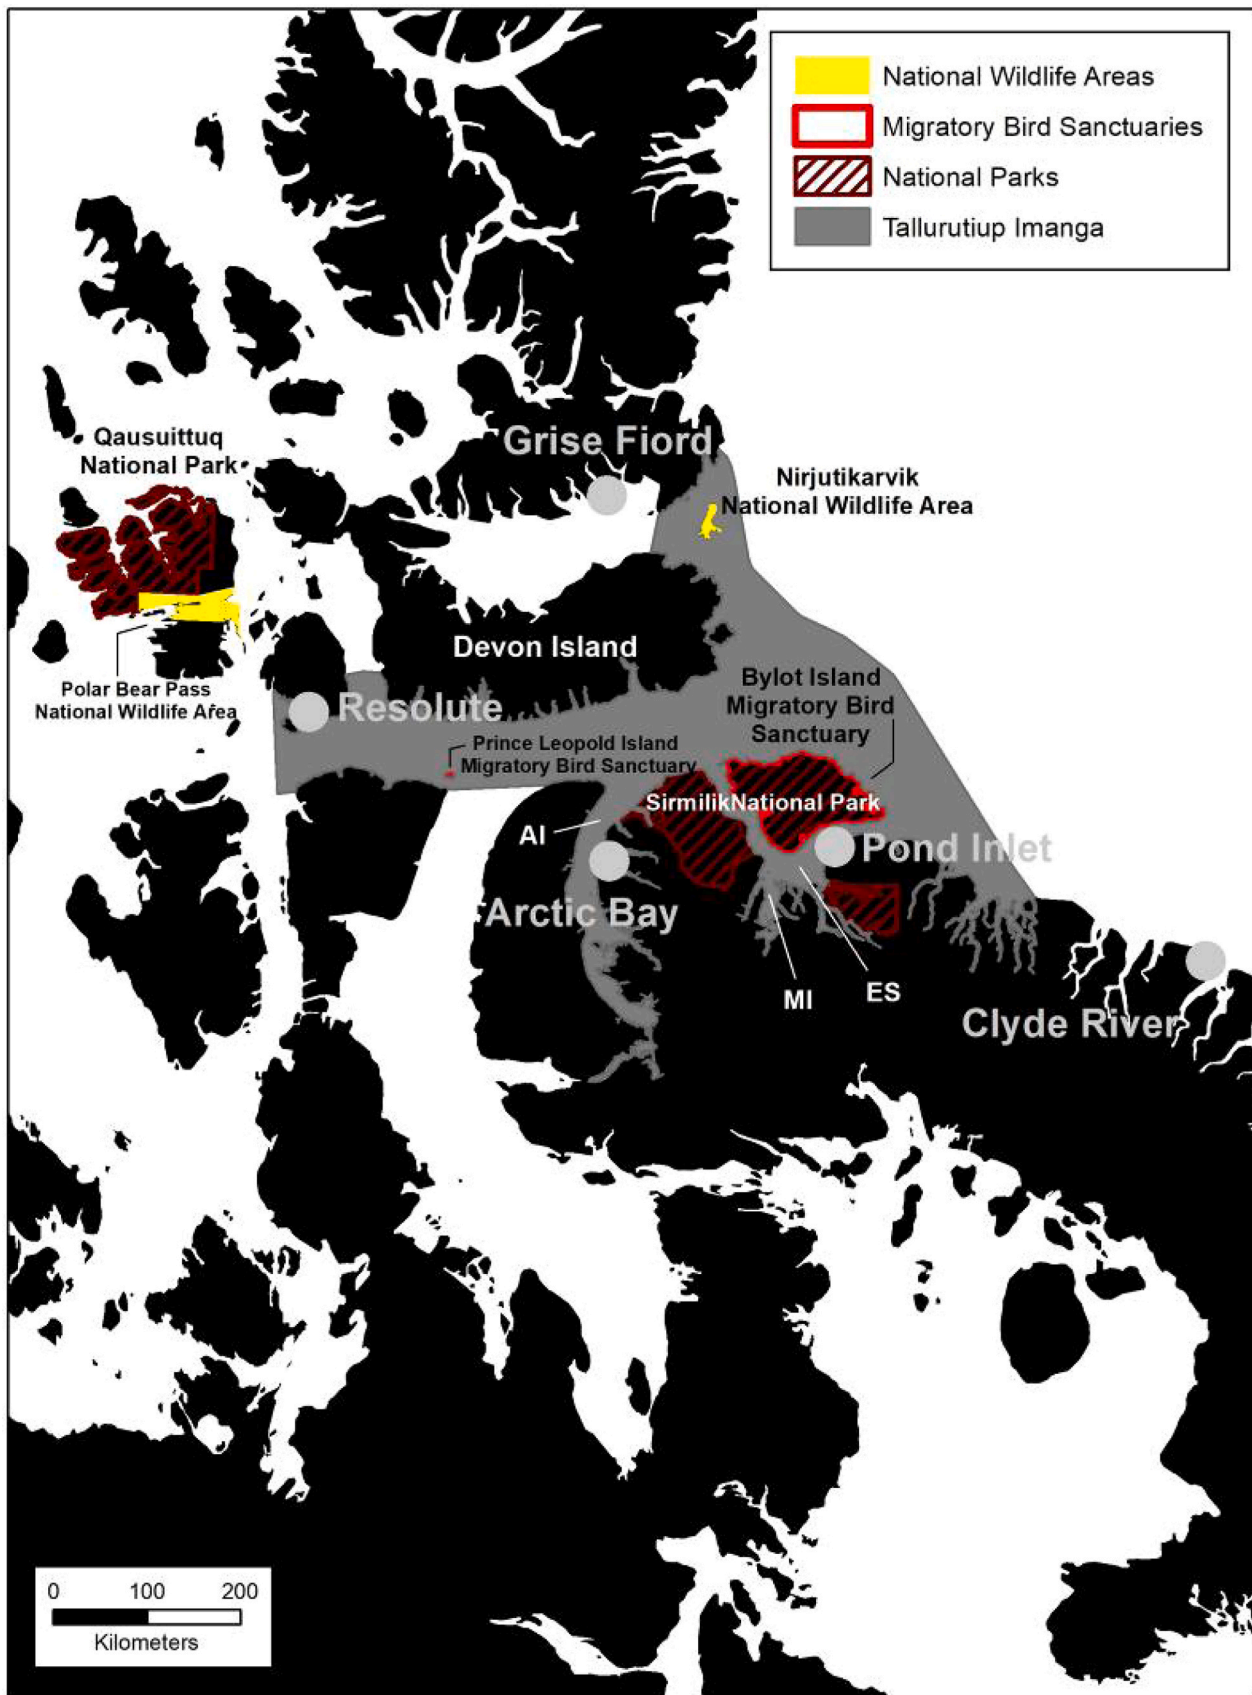 National Wildlife Areas
Migratory Bird Sanctuaries
National Parks
Tallurutiup Imanga
Qausuittuq
National Park
Grise Fiord
Nirjutikarvik
National Wildlife Area
Devon Island
Polar Bear Pass
National Wildlife Area
Resolute
Bylot Island
Migratory Bird
Sanctuary
Prince Leopold Island
Migratory Bird Sanctuary
SirmilikNational Park
AI
Pond Inlet
Arctic Bay
MI
ES
Clyde River
0 100 200
Kilometers